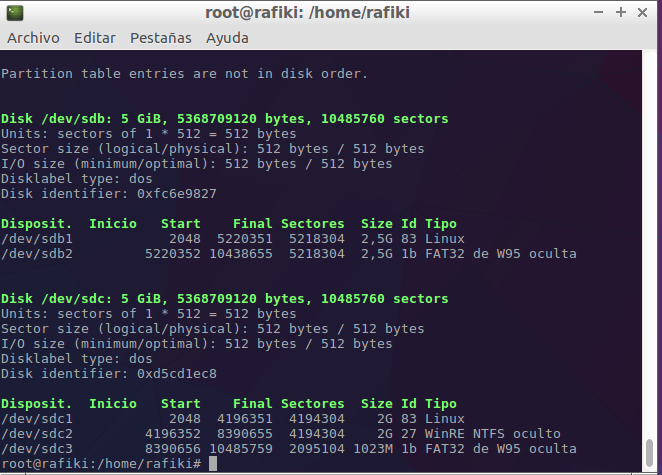 root@rafiki: /home/rafiki
Archivo Editar Pestañas Ayuda
Partition table entries are not in disk order.
Disk /dev/sdb: 5 GiB, 5368709120 bytes, 10485760 sectors
Units: sectors of 1 * 512 = 512 bytes
Sector size (logical/physical): 512 bytes / 512 bytes
I/O size (minimum/optimal): 512 bytes / 512 bytes
Disklabel type: dos
Disk identifier: 0xfc6e9827
Disposit. Inicio Start Final Sectores Size Id Tipo
/dev/sdb1 2048 5220351 5218304 2,5G 83 Linux
/dev/sdb2 5220352 10438655 5218304 2,5G 1b FAT32 de W95 oculta
Disk /dev/sdc: 5 GiB, 5368709120 bytes, 10485760 sectors
Units: sectors of 1 * 512 = 512 bytes
Sector size (logical/physical): 512 bytes / 512 bytes
I/O size (minimum/optimal): 512 bytes / 512 bytes
Disklabel type: dos
Disk identifier: 0xd5cd1ec8
Disposit. Inicio Start Final Sectores Size Id Tipo
/dev/sdc1 2048 4196351 4194304 2G 83 Linux
/dev/sdc2 4196352 8390655 4194304 2G 27 WinRE NTFS oculto
/dev/sdc3 8390656 10485759 2095104 1023M 1b FAT32 de W95 oculta
root@rafiki:/home/rafiki#